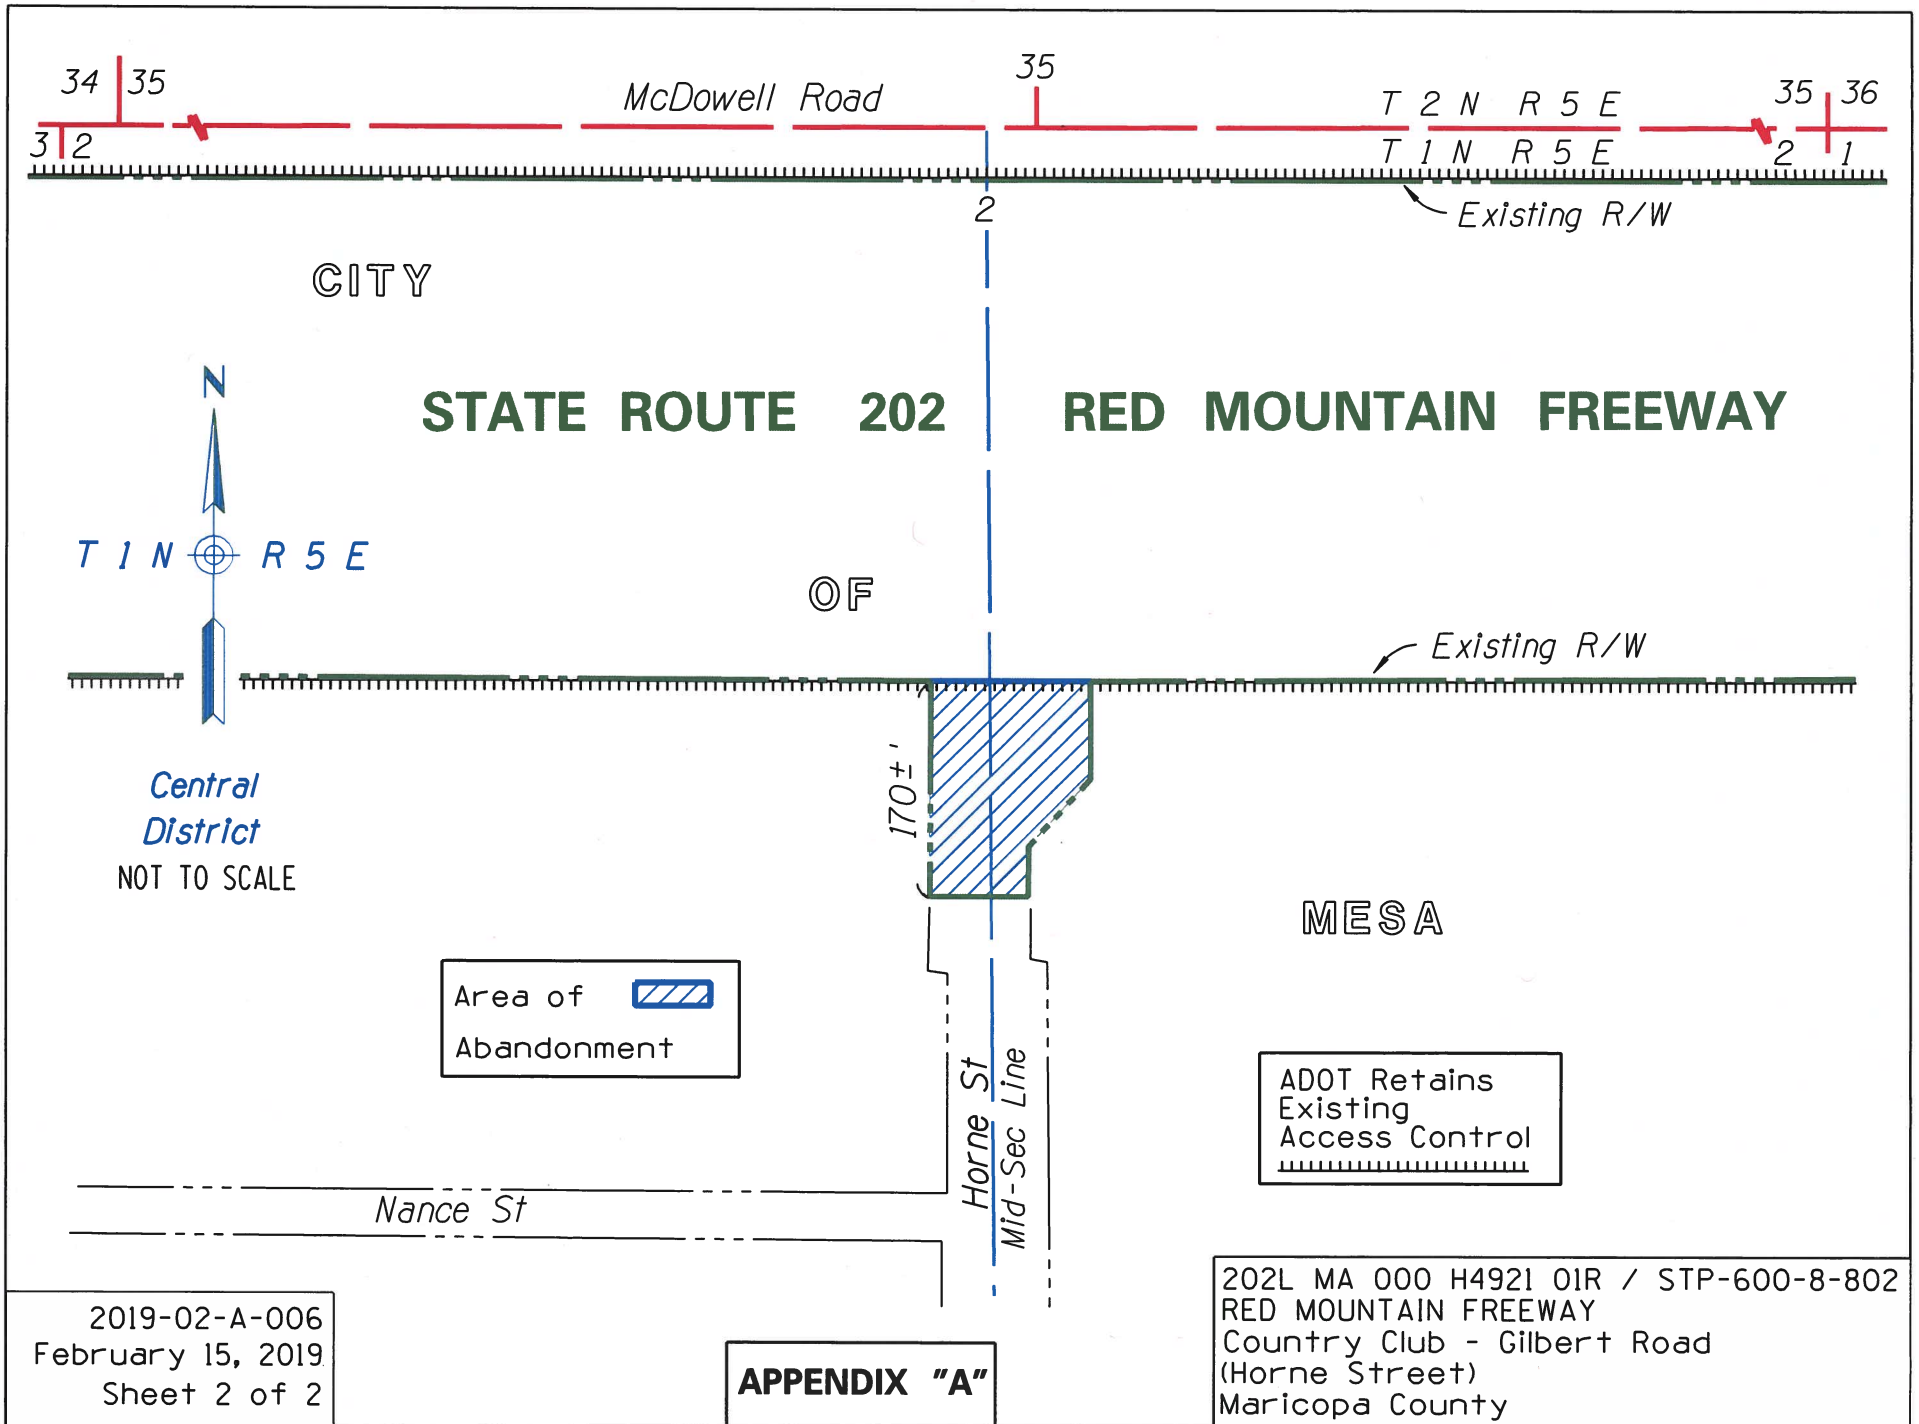 34 35
McDowell Road
35
T 2 N R 5 E
35 36
3 2
T 1 N R 5 E
2 1
2
Existing R/W
CITY
N
STATE ROUTE 202 RED MOUNTAIN FREEWAY
T 1 N R 5 E
OF
Existing R/W
170±'
Central
District
NOT TO SCALE
MESA
Area of
Abandonment
Horne St
Mid-Sec Line
ADOT Retains
Existing
Access Control
Nance St
2019-02-A-006
February 15, 2019
Sheet 2 of 2
APPENDIX "A"
202L MA 000 H4921 01R / STP-600-8-802
RED MOUNTAIN FREEWAY
Country Club - Gilbert Road
(Horne Street)
Maricopa County